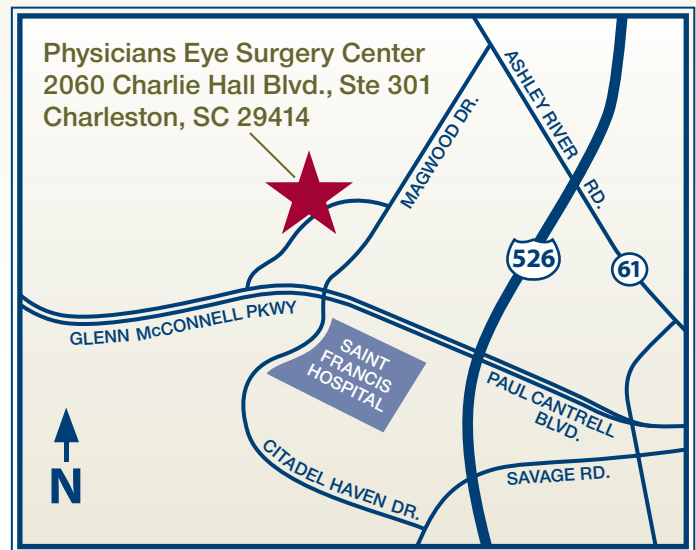 Physicians Eye Surgery Center
2060 Charlie Hall Blvd., Ste 301
Charleston, SC 29414
MAGWOOD DR.
ASHLEY RIVER
RD.
526
61
GLENN McCONNELL PKWY
SAINT
FRANCIS
HOSPITAL
PAUL CANTRELL
BLVD.
CITADEL HAVEN DR.
SAVAGE RD.
N